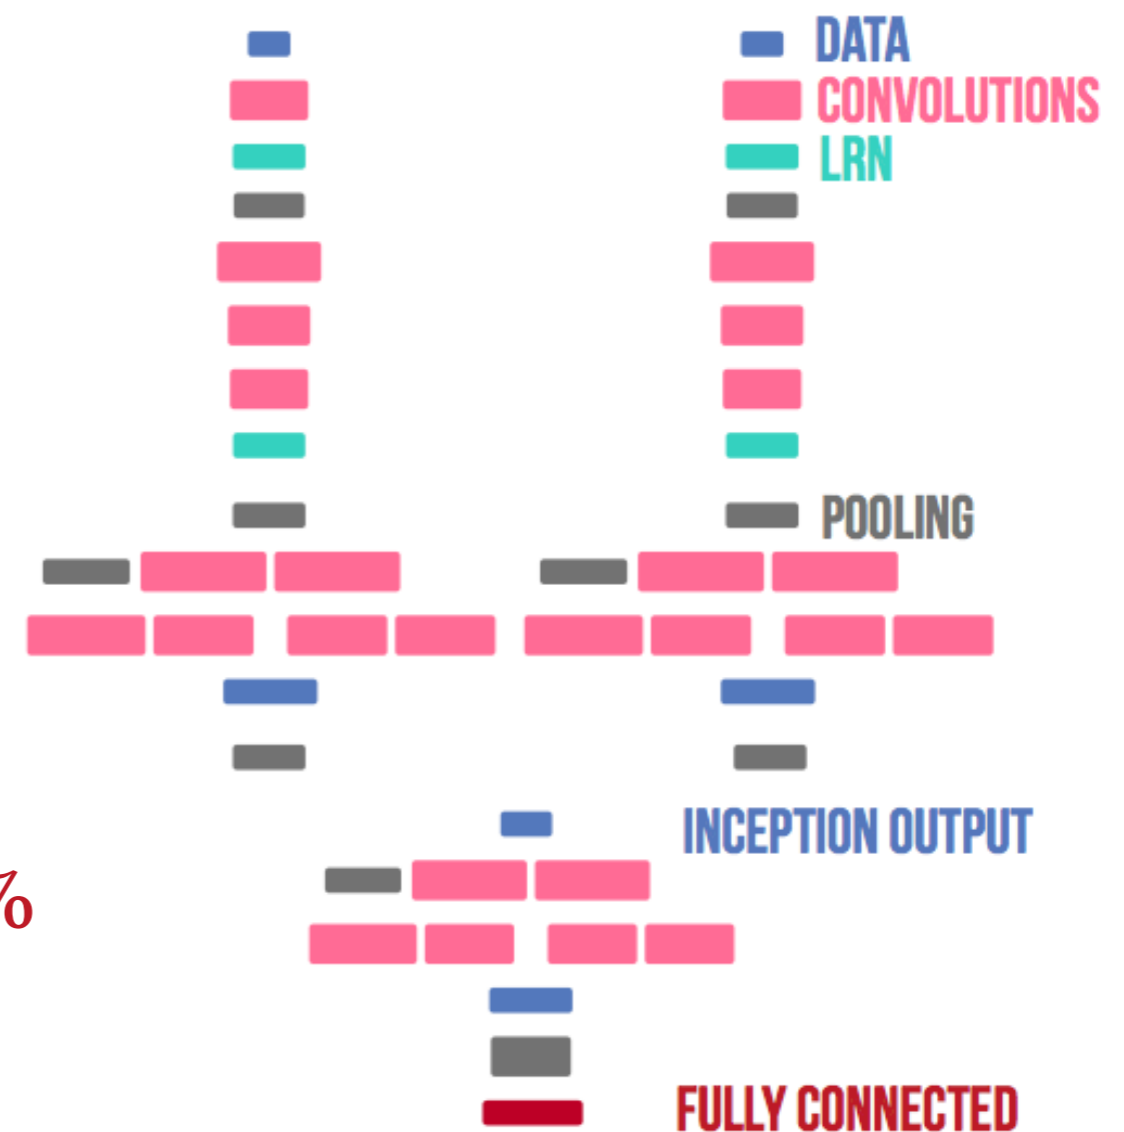 DATA
CONVOLUTIONS
LRN
POOLING
INCEPTION OUTPUT
%
FULLY CONNECTED